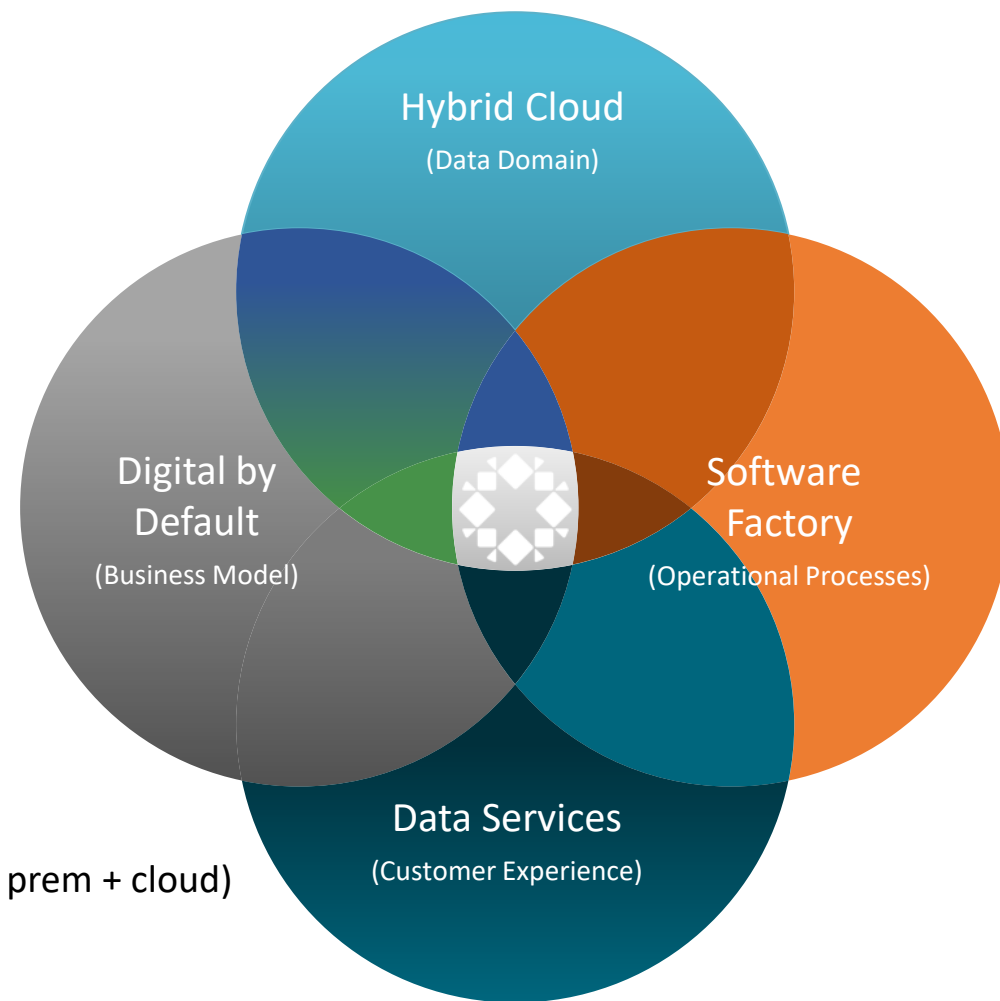 Hybrid Cloud
(Data Domain)
Digital by
Default
(Business Model)
Software
Factory
(Operational Processes)
Data Services
(Customer Experience)
prem + cloud)